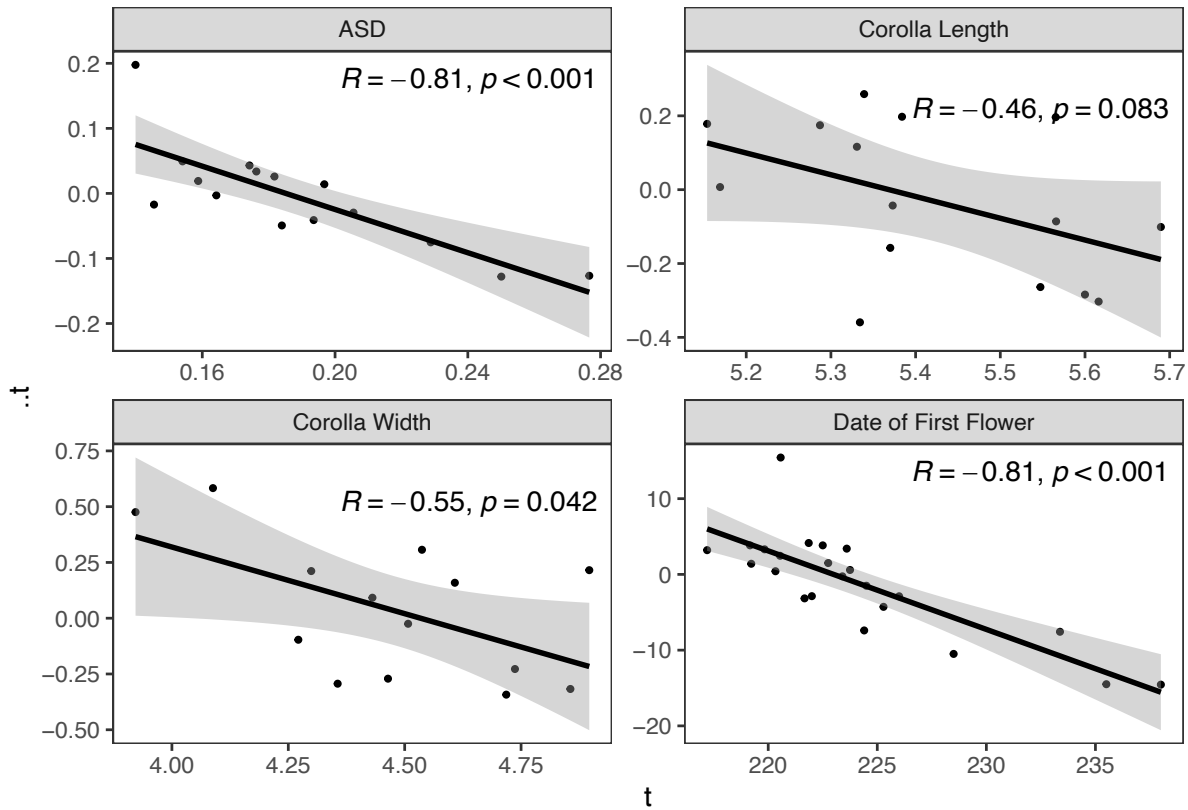 ASD
Corolla Length
R = −0.81, p < 0.001
R = −0.46, p = 0.083
0.2
0.1
0.0
−0.1
−0.2
0.2
0.0
−0.2
−0.4
0.16 0.20 0.24 0.28
5.2 5.3 5.4 5.5 5.6 5.7
..t
Corolla Width
Date of First Flower
R = −0.55, p = 0.042
R = −0.81, p < 0.001
0.75
0.50
0.25
0.00
−0.25
−0.50
10
0
−10
−20
4.00 4.25 4.50 4.75
220 225 230 235
t